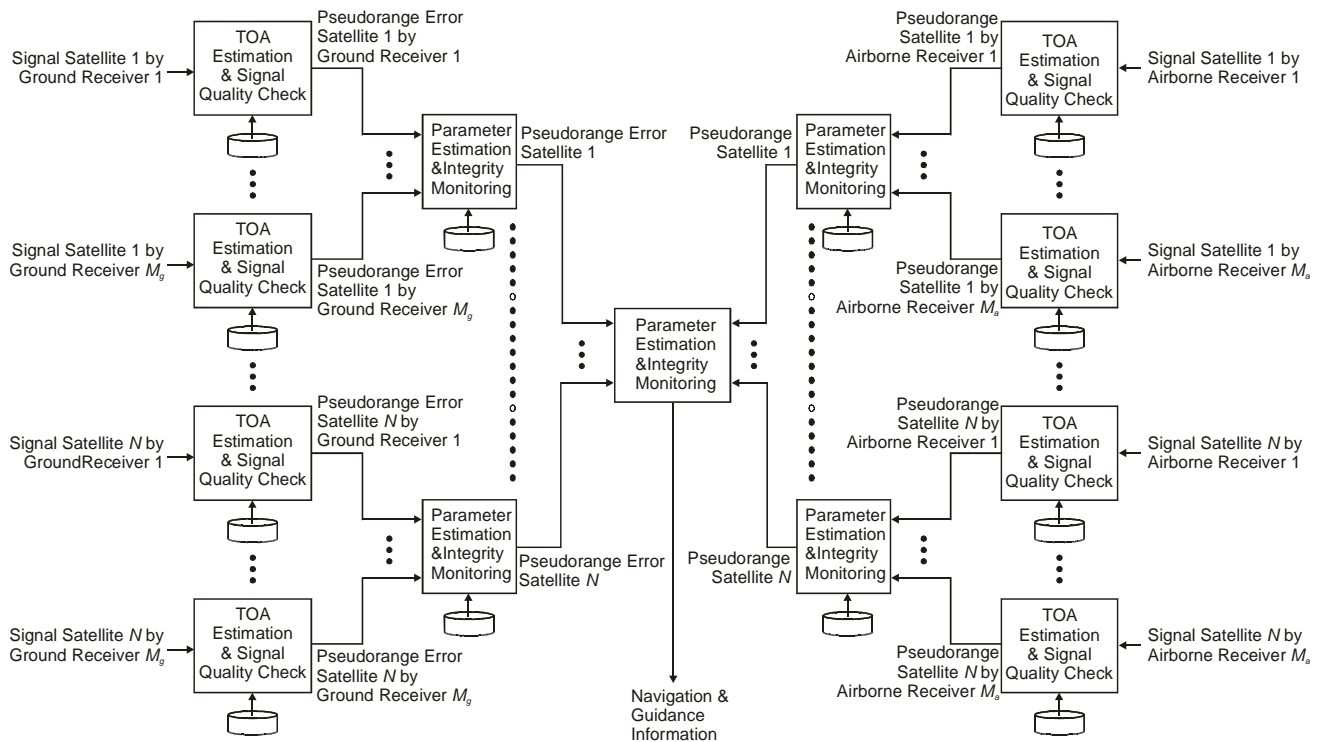 Signal Satellite 1 by
Ground Receiver 1
TOA
Estimation
& Signal
Quality Check
Pseudorange Error
Satellite 1 by
Ground Receiver 1
Signal Satellite 1 by
Ground Receiver Mg
TOA
Estimation
& Signal
Quality Check
Pseudorange Error
Satellite 1 by
Ground Receiver Mg
Parameter
Estimation
&Integrity
Monitoring
Pseudorange Error
Satellite 1
Signal Satellite N by
GroundReceiver 1
TOA
Estimation
& Signal
Quality Check
Pseudorange Error
Satellite N by
Ground Receiver 1
Signal Satellite N by
Ground Receiver Mg
TOA
Estimation
& Signal
Quality Check
Pseudorange Error
Satellite N by
Ground Receiver Mg
Parameter
Estimation
&Integrity
Monitoring
Pseudorange Error
Satellite N
Parameter
Estimation
&Integrity
Monitoring
Navigation &
Guidance
Information
Pseudorange
Satellite 1
Parameter
Estimation
&Integrity
Monitoring
Pseudorange
Satellite 1 by
Airborne Receiver 1
TOA
Estimation
& Signal
Quality Check
Signal Satellite 1 by
Airborne Receiver 1
Pseudorange
Satellite 1 by
Airborne Receiver Ma
TOA
Estimation
& Signal
Quality Check
Signal Satellite 1 by
Airborne Receiver Ma
Pseudorange
Satellite N
Parameter
Estimation
&Integrity
Monitoring
Pseudorange
Satellite N by
Airborne Receiver 1
TOA
Estimation
& Signal
Quality Check
Signal Satellite N by
Airborne Receiver 1
Pseudorange
Satellite N by
Airborne Receiver Ma
TOA
Estimation
& Signal
Quality Check
Signal Satellite N by
Airborne Receiver Ma